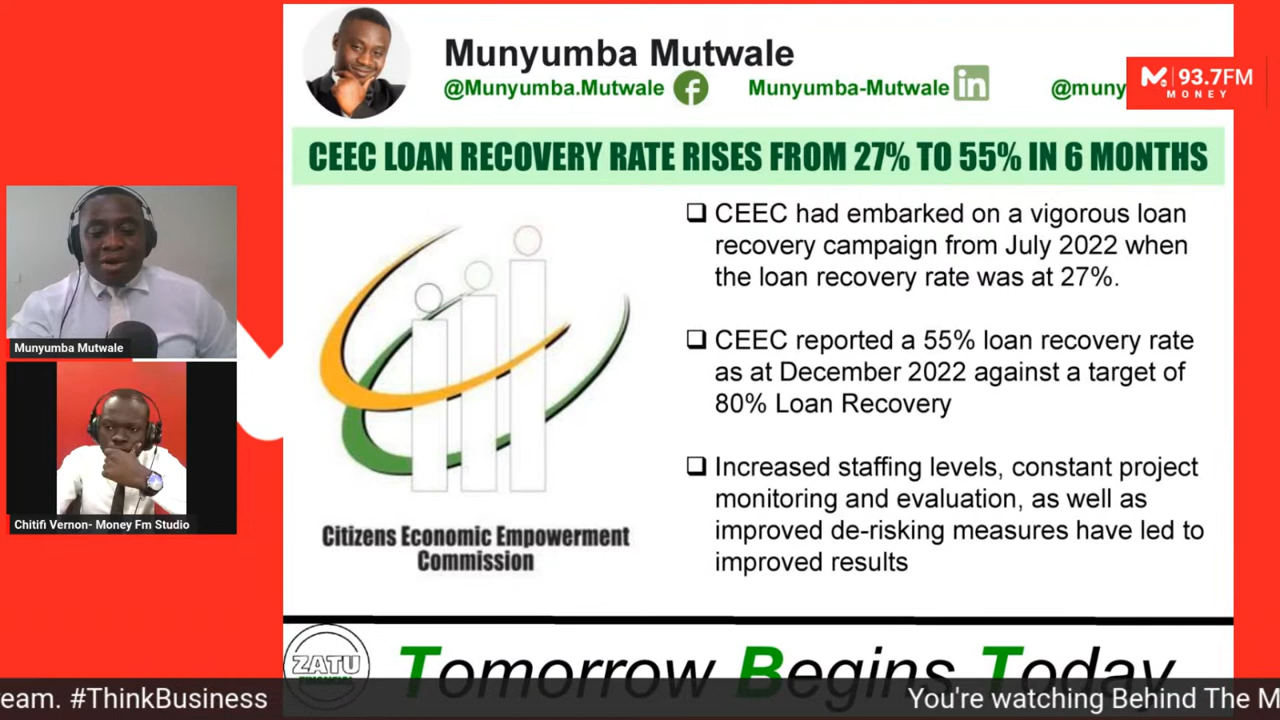 Munyumba Mutwale
@Munyumba.Mutwale
Munyumba-Mutwale
@muny
93.7FM
MONEY
CEEC LOAN RECOVERY RATE RISES FROM 27% TO 55% IN 6 MONTHS
❑ CEEC had embarked on a vigorous loan
recovery campaign from July 2022 when
the loan recovery rate was at 27%.
❑ CEEC reported a 55% loan recovery rate
as at December 2022 against a target of
80% Loan Recovery
❑ Increased staffing levels, constant project
monitoring and evaluation, as well as
improved de-risking measures have led to
improved results
Citizens Economic Empowerment
Commission
Munyumba Mutwale
Chitifi Vernon- Money Fm Studio
ZATU
Tomorrow Begins Today
ream. #ThinkBusiness
You're watching Behind The M